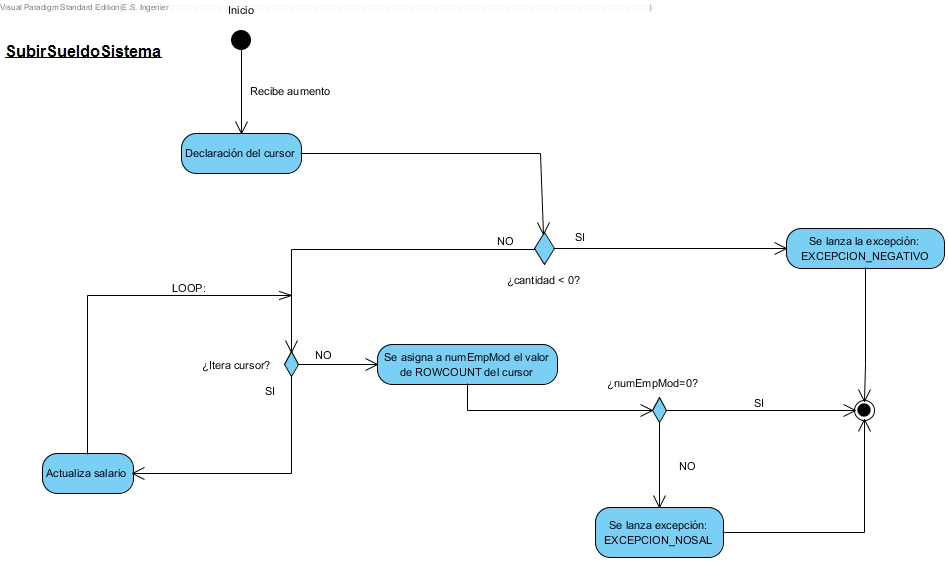 Visual Paradigm Standard Edition(E.S. Ingenier
Inicio
SubirSueldoSistema
Recibe aumento
Declaración del cursor
NO
SI
Se lanza la excepción:
EXCEPCION_NEGATIVO
¿cantidad < 0?
LOOP:
¿Itera cursor?
NO
Se asigna a numEmpMod el valor
de ROWCOUNT del cursor
SI
¿numEmpMod=0?
SI
Actualiza salario
NO
Se lanza excepción:
EXCEPCION_NOSAL